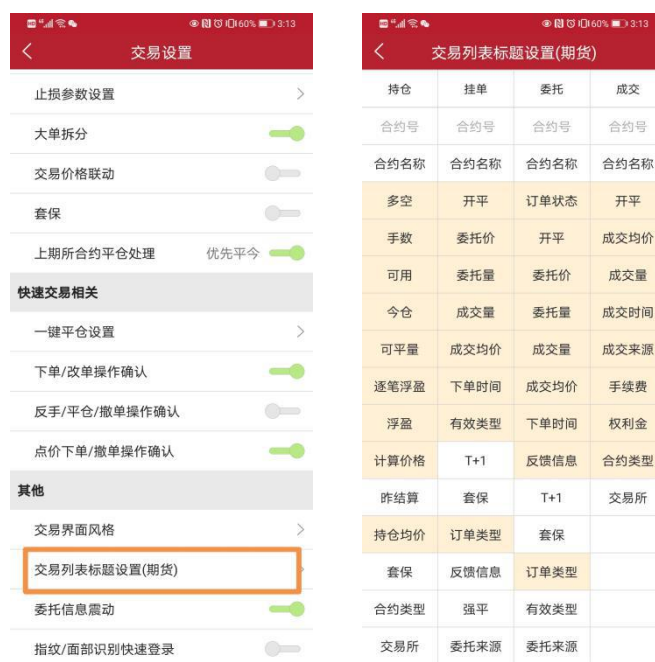 60% 3:13
交易设置
止损参数设置
大单拆分
交易价格联动
套保
上期所合约平仓处理 优先平今
快速交易相关
一键平仓设置
下单/改单操作确认
反手/平仓/撤单操作确认
点价下单/撤单操作确认
其他
交易界面风格
交易列表标题设置(期货)
委托信息震动
指纹/面部识别快速登录
60% 3:13
交易列表标题设置(期货)
持仓 挂单 委托 成交
合约号 合约号 合约号 合约号
合约名称 合约名称 合约名称 合约名称
多空 开平 订单状态 开平
手数 委托价 开平 成交均价
可用 委托量 委托价 成交量
今仓 成交量 委托量 成交时间
可平量 成交均价 成交量 成交来源
逐笔浮盈 下单时间 成交均价 手续费
浮盈 有效类型 下单时间 权利金
计算价格 T+1 反馈信息 合约类型
昨结算 套保 T+1 交易所
持仓均价 订单类型 套保
套保 反馈信息 订单类型
合约类型 强平 有效类型
交易所 委托来源 委托来源